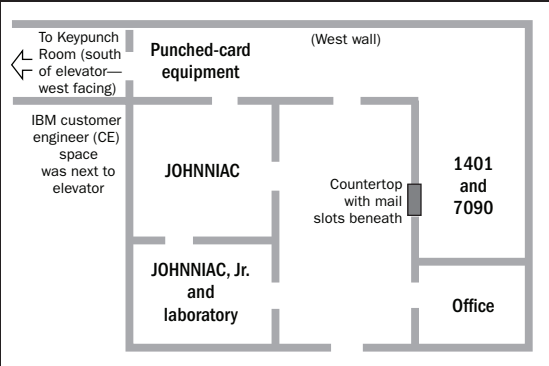 To Keypunch
Room (south
of elevator—
west facing)
Punched-card
equipment
(West wall)
IBM customer
engineer (CE)
space
was next to
elevator
JOHNNIAC
Countertop
with mail
slots beneath
1401
and
7090
JOHNNIAC, Jr.
and
laboratory
Office